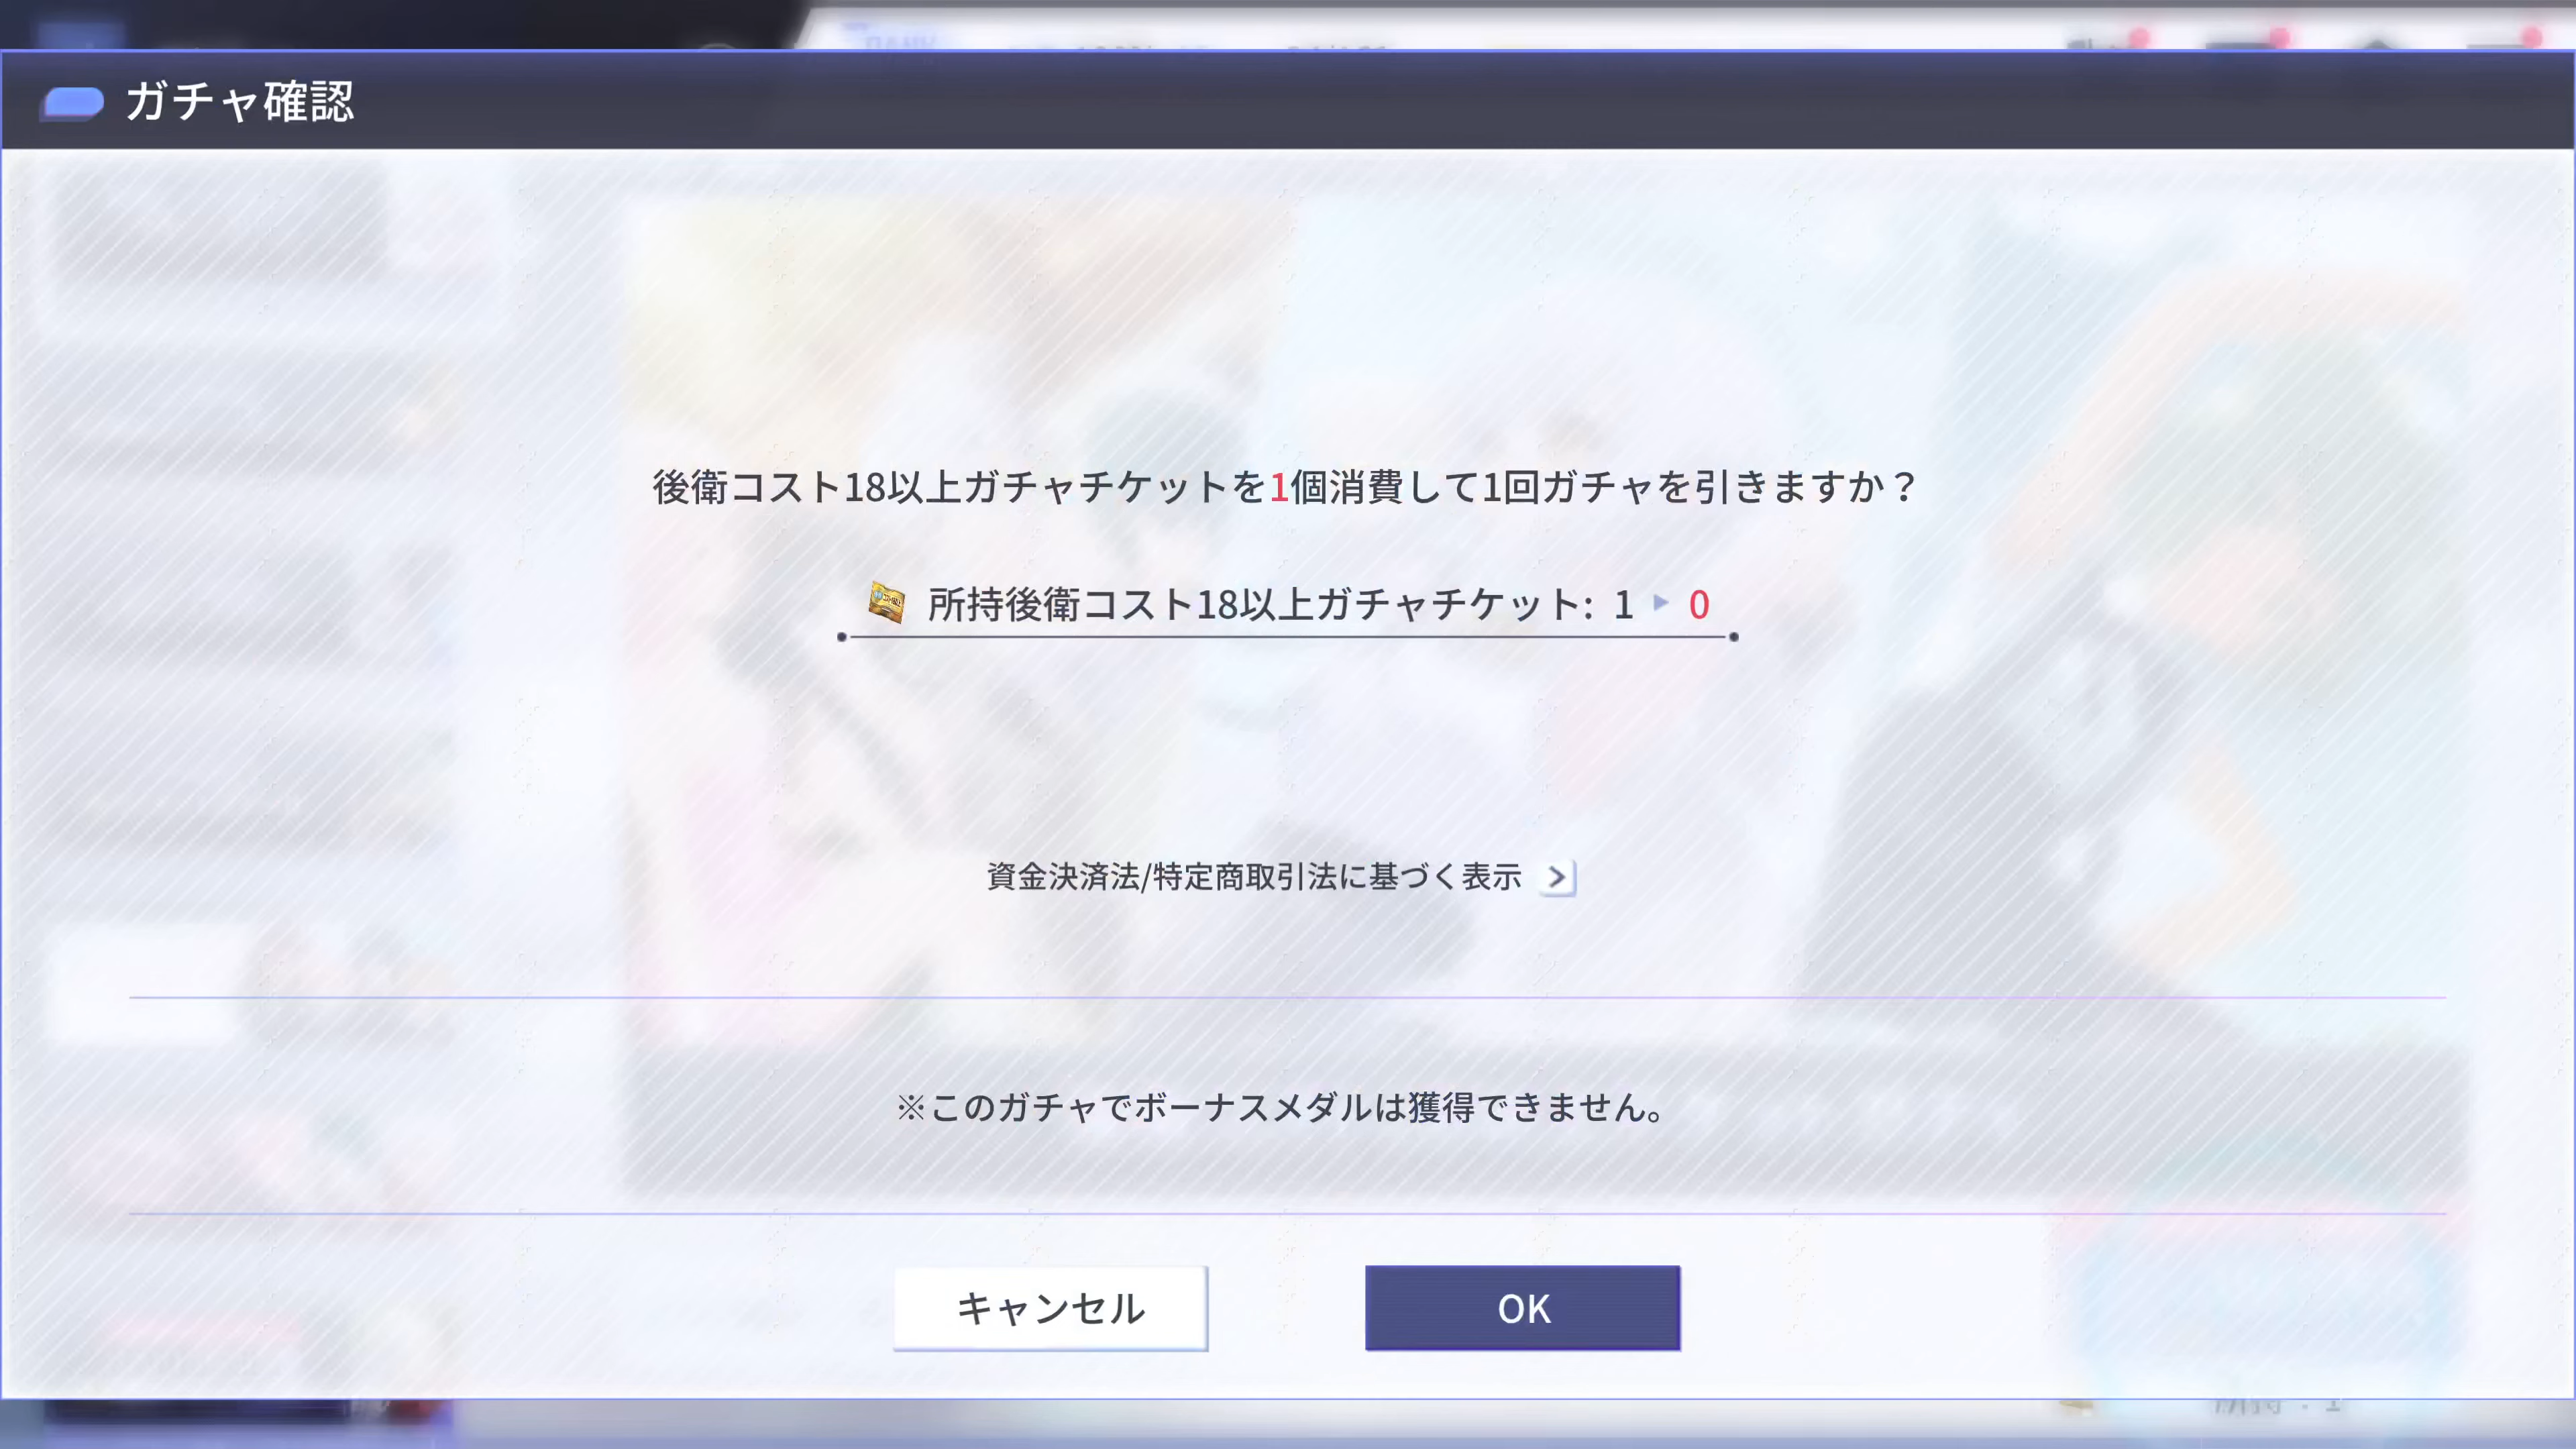 ガチャ確認
後衛コスト18以上ガチャチケットを1個消費して1回ガチャを引きますか？
所持後衛コスト18以上ガチャチケット: 1 ▶ 0
資金決済法/特定商取引法に基づく表示 >
※このガチャでボーナスメダルは獲得できません。
キャンセル
OK